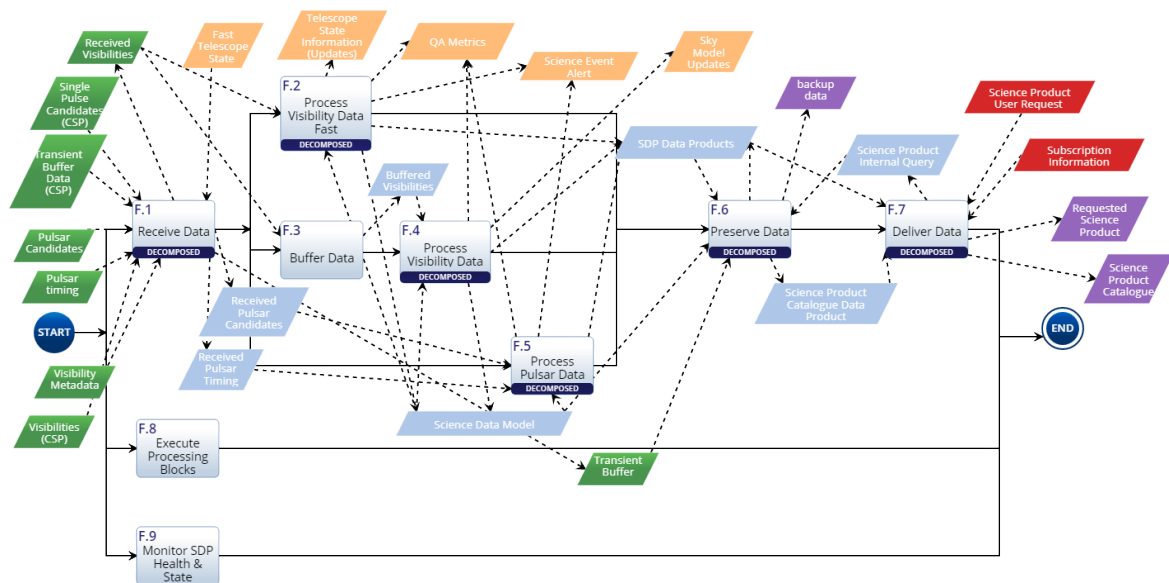 Received
Visibilities
Fast
Telescope
State
Telescope
State
Information
(Updates)
QA Metrics
Science Event
Alert
Sky
Model
Updates
Single
Pulse
Candidates
(CSP)
Transient
Buffer
Data
(CSP)
F.2
Process
Visibility Data
Fast
DECOMPOSED
backup
data
Science Product
User Request
SDP Data Products
Science Product
Internal Query
Subscription
Information
Buffered
Visibilities
F.1
Receive Data
DECOMPOSED
F.3
Buffer Data
F.4
Process
Visibility Data
DECOMPOSED
F.6
Preserve Data
DECOMPOSED
F.7
Deliver Data
DECOMPOSED
Requested
Science
Product
Pulsar
Candidates
Pulsar
timing
Science
Product
Catalogue
Received
Pulsar
Candidates
Science Product
Catalogue Data
Product
START
END
Received
Pulsar
Timing
F.5
Process
Pulsar Data
DECOMPOSED
Visibility
Metadata
Visibilities
(CSP)
Science Data Model
F.8
Execute
Processing
Blocks
Transient
Buffer
F.9
Monitor SDP
Health &
State